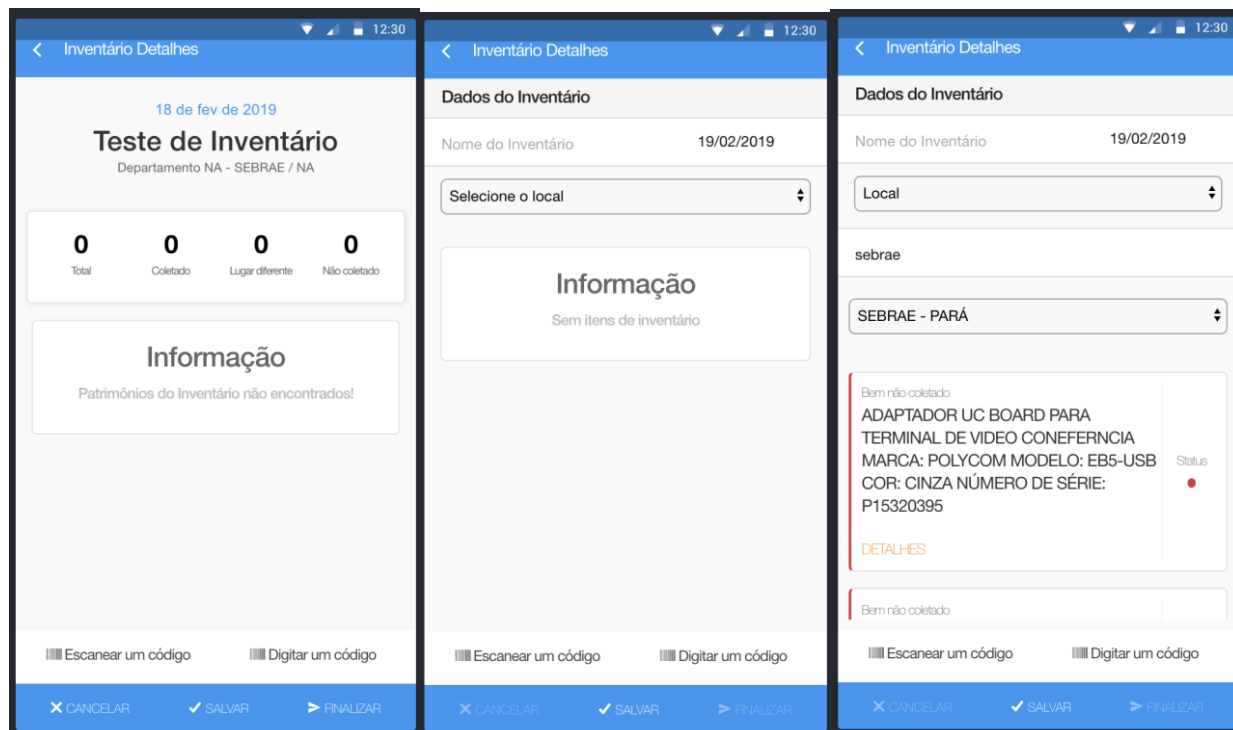 12:30
Inventário Detalhes
18 de fev de 2019
Teste de Inventário
Departamento NA - SEBRAE / NA
0 0 0 0
Total Coletado Lugar diferente Não coletado
Informação
Patrimônios do Inventário não encontrados!
Escanear um código Digitar um código
CANCELAR SALVAR FINALIZAR
12:30
Inventário Detalhes
Dados do Inventário
Nome do Inventário 19/02/2019
Selecione o local
Informação
Sem itens de inventário
Escanear um código Digitar um código
CANCELAR SALVAR FINALIZAR
12:30
Inventário Detalhes
Dados do Inventário
Nome do Inventário 19/02/2019
Local
sebrae
SEBRAE - PARÁ
Bem não coletado
ADAPTADOR UC BOARD PARA
TERMINAL DE VIDEO CONEFERNCIA
MARCA: POLYCOM MODELO: EB5-USB
COR: CINZA NÚMERO DE SÉRIE:
P15320395
Status
DETALHES
Bem não coletado
Escanear um código Digitar um código
CANCELAR SALVAR FINALIZAR